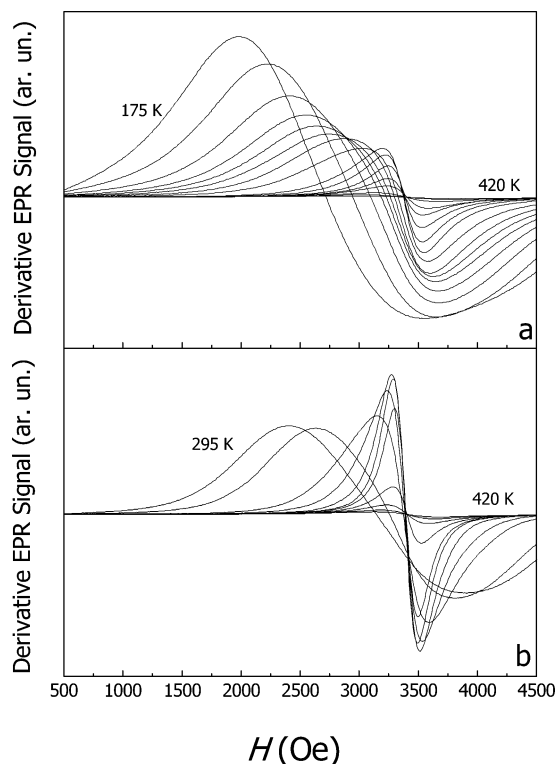 Derivative EPR Signal (ar. un.)
175 K
420 K
a
Derivative EPR Signal (ar. un.)
295 K
420 K
b
500 1000 1500 2000 2500 3000 3500 4000 4500
H (Oe)